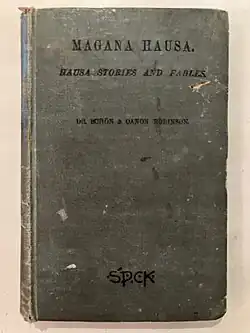 MAGANA HAUSA.
HAUSA STORIES AND FABLES.
DR. SCHÖN & CANON ROBINSON.
S.P.C.K